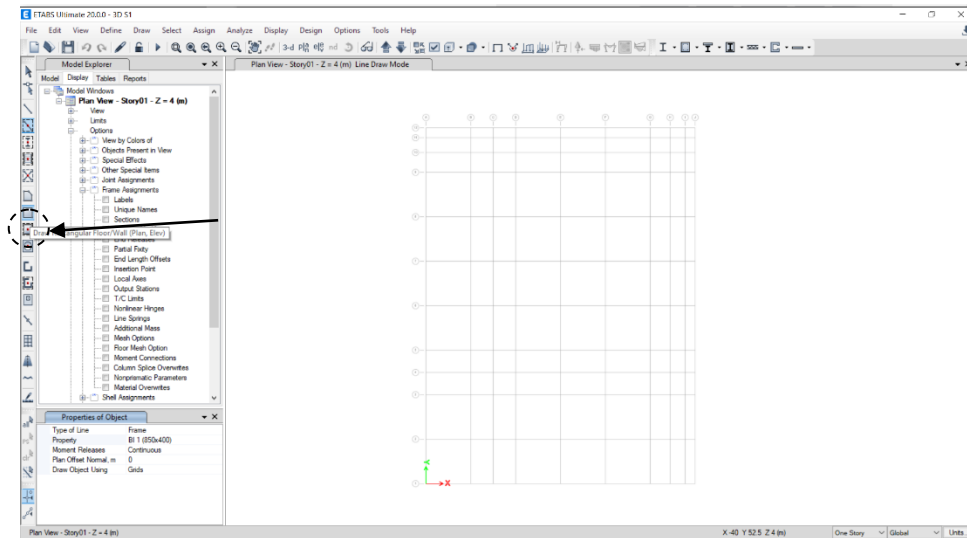 ETABS Ultimate 20.0.0 - 3D S1
File Edit View Define Draw Select Assign Analyze Display Design Options Tools Help
3-d
Model Explorer
Plan View - Story01 - Z = 4 (m) Line Draw Mode
Model Display Tables Reports
Model Windows
Plan View - Story01 - Z = 4 (m)
View
Limits
Options
View by Colors of
Objects Present in View
Special Effects
Other Special Items
Joint Assignments
Frame Assignments
Labels
Unique Names
Sections
angular Floor/Wall (Plan, Elev)
End Releases
Partial Fixity
End Length Offsets
Insertion Point
Local Axes
Output Stations
T/C Limits
Nonlinear Hinges
Line Springs
Additional Mass
Mesh Options
Floor Mesh Option
Moment Connections
Column Splice Overwrites
Nonprismatic Parameters
Material Overwrites
Shell Assignments
Properties of Object
Type of Line Frame
Property BI 1 (850x400)
Moment Releases Continuous
Plan Offset Normal, m 0
Draw Object Using Grids
X
Plan View - Story01 - Z = 4 (m)
X -40 Y 52.5 Z 4 (m)
One Story
Global
Units